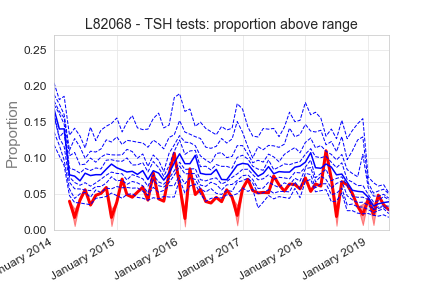 L82068 - TSH tests: proportion above range
Proportion
0.25
0.20
0.15
0.10
0.05
0.00
nuary 2014
January 2015
January 2016
January 2017
January 2018
January 2019